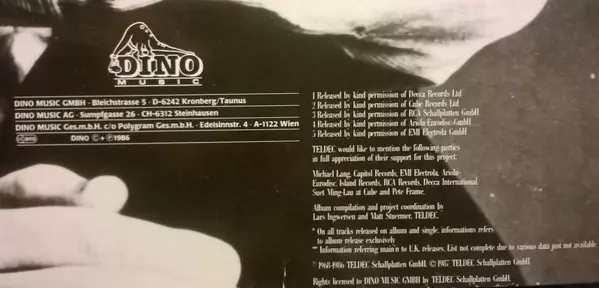 DINO
MUSIC
DINO MUSIC GMBH · Bleichstrasse 5 · D-6242 Kronberg/Taunus
DINO MUSIC AG · Sumpfgasse 26 · CH-6312 Steinhausen
DINO MUSIC Ges.m.b.H. c/o Polygram Ges.m.b.H. · Edelsinnstr. 4 · A-1122 Wien
DINO © + ℗ 1986
1 Released by kind permission of Decca Records Ltd
2 Released by kind permission of Cube Records Ltd
3 Released by kind permission of RCA Schallplatten GmbH
4 Released by kind permission of Ariola-Eurodisc GmbH
5 Released by kind permission of EMI Electrola GmbH
TELDEC would like to mention the following parties
in full appreciation of their support for this project:
Michael Lang, Capitol Records, EMI Electrola, Ariola-
Eurodisc, Island Records, RCA Records, Decca International,
Suet Ming-Lau at Cube and Pete Frame.
Album compilation and project coordination by
Lars Ingwersen and Matt Stuermer, TELDEC.
* On all tracks released on album and single, informations refers
to album release exclusively
** Information referring main'n to U.K. releases. List not complete due to various data just not available.
℗ 1968-1986 TELDEC Schallplatten GmbH. © 1987 TELDEC Schallplatten GmbH
Rights licensed to DINO MUSIC GMBH by TELDEC Schallplatten GmbH.